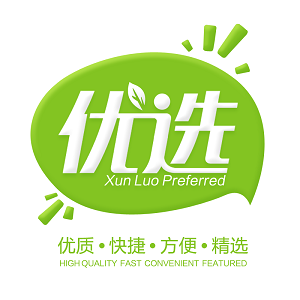 优选
Xun Luo Preferred
优质·快捷·方便·精选
HIGH QUALITY FAST CONVENIENT FEATURED